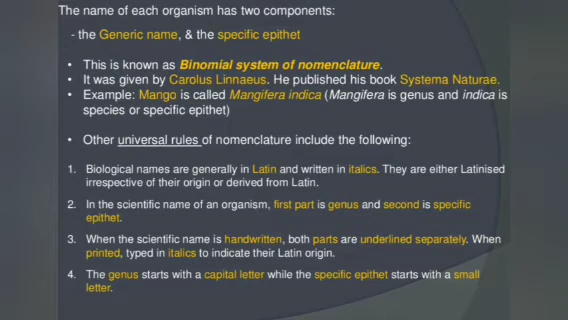 The name of each organism has two components:
- the Generic name, & the specific epithet
• This is known as Binomial system of nomenclature.
• It was given by Carolus Linnaeus. He published his book Systema Naturae.
• Example: Mango is called Mangifera indica (Mangifera is genus and indica is
species or specific epithet)
• Other universal rules of nomenclature include the following:
1. Biological names are generally in Latin and written in italics. They are either Latinised
irrespective of their origin or derived from Latin.
2. In the scientific name of an organism, first part is genus and second is specific
epithet.
3. When the scientific name is handwritten, both parts are underlined separately. When
printed, typed in italics to indicate their Latin origin.
4. The genus starts with a capital letter while the specific epithet starts with a small
letter.